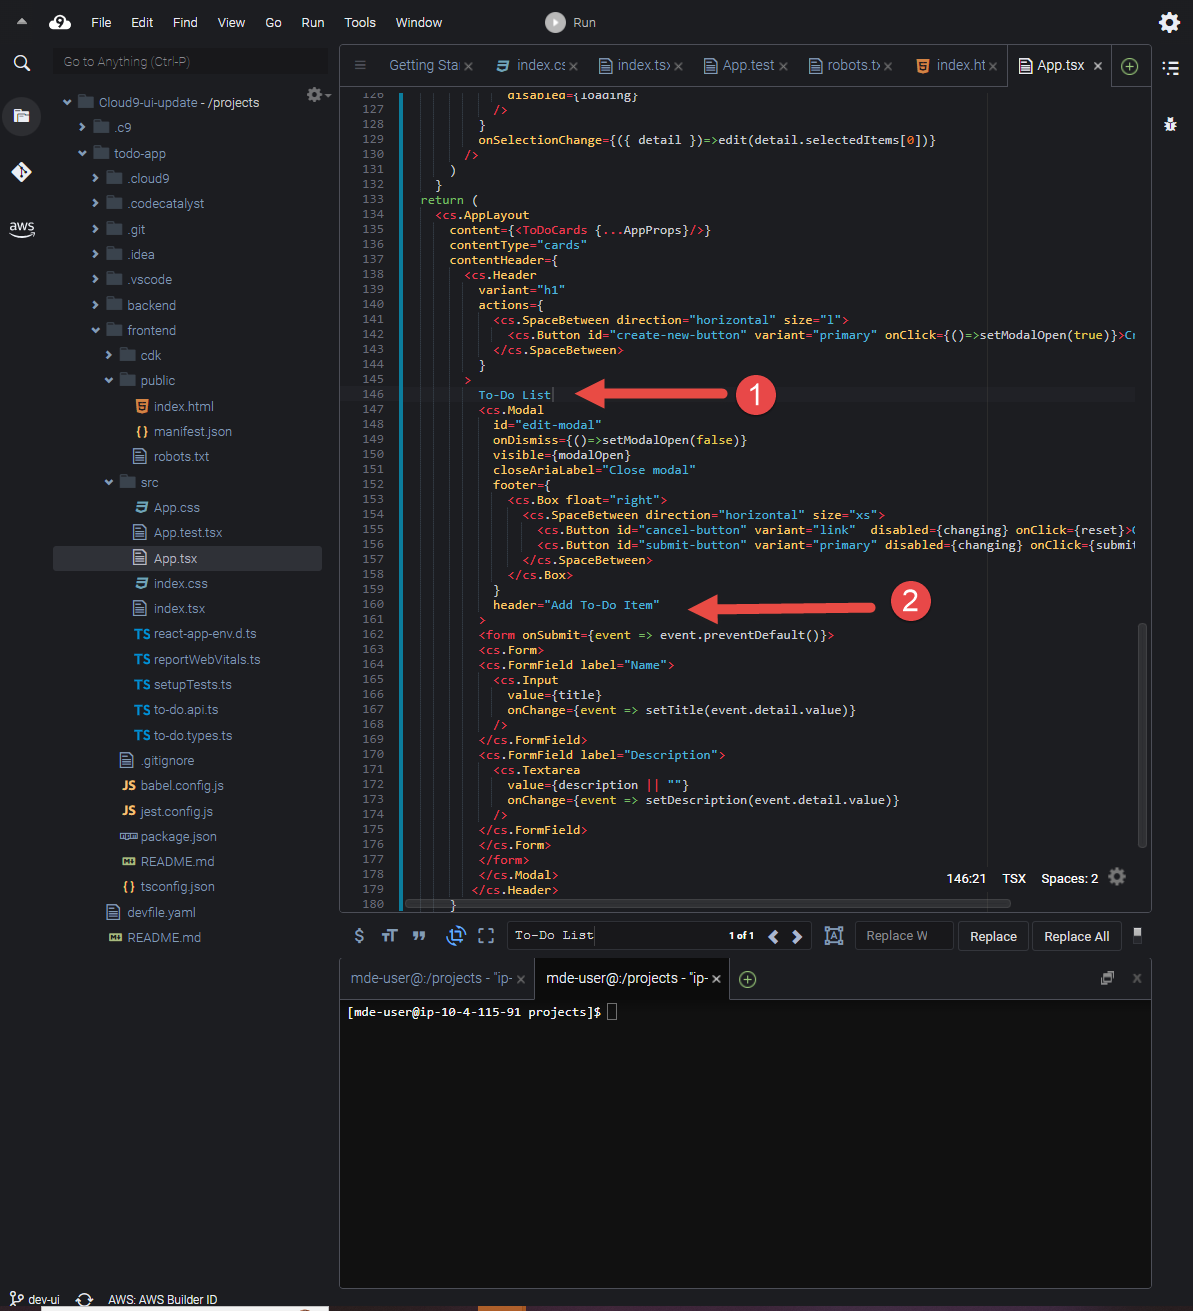 File Edit Find View Go Run Tools Window Run
Go to Anything (Ctrl-P)
Cloud9-ui-update - /projects
.c9
todo-app
.cloud9
.codecatalyst
.git
.idea
.vscode
backend
frontend
cdk
public
index.html
manifest.json
robots.txt
src
App.css
App.test.tsx
App.tsx
index.css
index.tsx
TS react-app-env.d.ts
TS reportWebVitals.ts
TS setupTests.ts
TS to-do.api.ts
TS to-do.types.ts
.gitignore
JS babel.config.js
JS jest.config.js
package.json
README.md
tsconfig.json
devfile.yaml
README.md
aws
Getting Sta index.cs index.tsx App.test robots.tx index.ht App.tsx
126 disabled={loading}
127 />
128 }
129 onSelectionChange={({ detail })=>edit(detail.selectedItems[0])}
130 />
131 )
132 }
133 return (
134 <cs.AppLayout
135 content={<ToDoCards {...AppProps}/>}
136 contentType="cards"
137 contentHeader={
138 <cs.Header
139 variant="h1"
140 actions={
141 <cs.SpaceBetween direction="horizontal" size="l">
142 <cs.Button id="create-new-button" variant="primary" onClick={()=>setModalOpen(true)}>Cr
143 </cs.SpaceBetween>
144 }
145 >
146 To-Do List
1
147 <cs.Modal
148 id="edit-modal"
149 onDismiss={()=>setModalOpen(false)}
150 visible={modalOpen}
151 closeAriaLabel="Close modal"
152 footer={
153 <cs.Box float="right">
154 <cs.SpaceBetween direction="horizontal" size="xs">
155 <cs.Button id="cancel-button" variant="link"  disabled={changing} onClick={reset}>C
156 <cs.Button id="submit-button" variant="primary" disabled={changing} onClick={submit
157 </cs.SpaceBetween>
158 </cs.Box>
159 }
160 header="Add To-Do Item"
2
161 >
162 <form onSubmit={event => event.preventDefault()}>
163 <cs.Form>
164 <cs.FormField label="Name">
165 <cs.Input
166 value={title}
167 onChange={event => setTitle(event.detail.value)}
168 />
169 </cs.FormField>
170 <cs.FormField label="Description">
171 <cs.Textarea
172 value={description || ""}
173 onChange={event => setDescription(event.detail.value)}
174 />
175 </cs.FormField>
176 </cs.Form>
177 </form>
178 </cs.Modal>
179 </cs.Header>
180 }
146:21 TSX Spaces: 2
To-Do List 1 of 1 Replace W Replace Replace All
mde-user@:/projects - "ip- mde-user@:/projects - "ip-
[mde-user@ip-10-4-115-91 projects]$
dev-ui AWS: AWS Builder ID